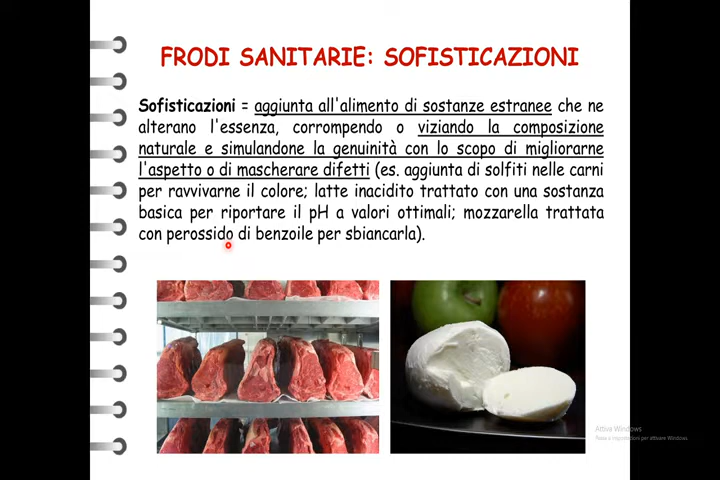 FRODI SANITARIE: SOFISTICAZIONI
Sofisticazioni = aggiunta all'alimento di sostanze estranee che ne
alterano l'essenza, corrompendo o viziando la composizione
naturale e simulandone la genuinità con lo scopo di migliorarne
l'aspetto o di mascherare difetti (es. aggiunta di solfiti nelle carni
per ravvivarne il colore; latte inacidito trattato con una sostanza
basica per riportare il pH a valori ottimali; mozzarella trattata
con perossido di benzoile per sbiancarla).
Attiva Windows
per attivare Windows.